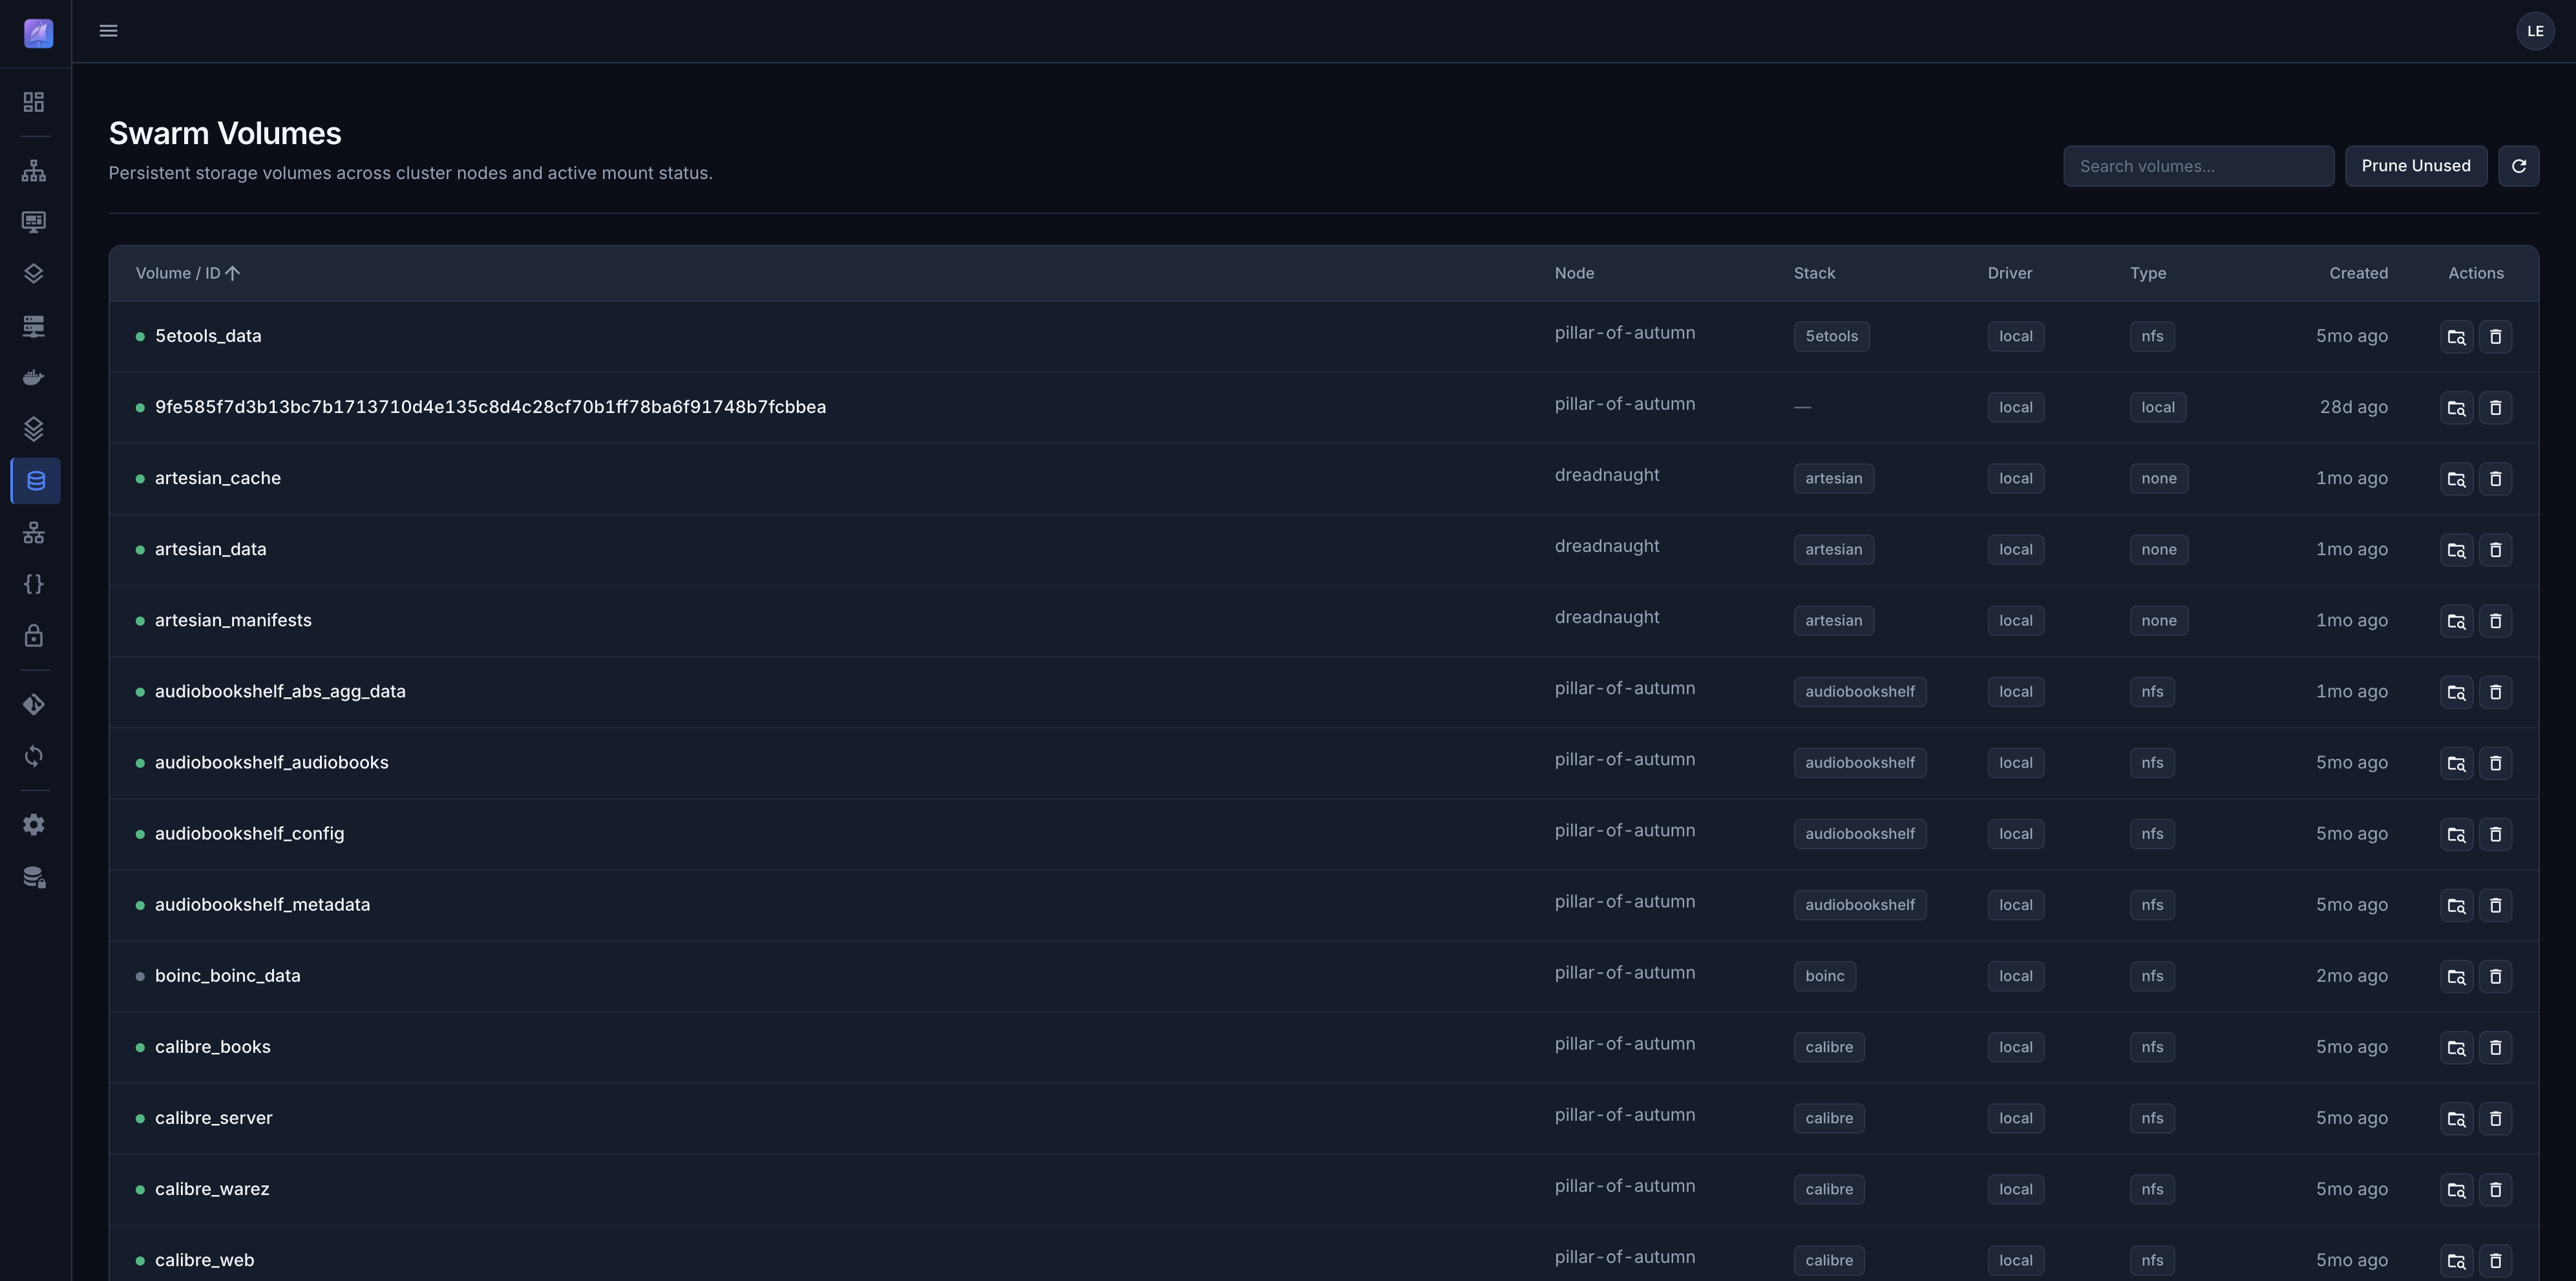 LE
Swarm Volumes
Persistent storage volumes across cluster nodes and active mount status.
Search volumes...
Prune Unused
Volume / ID Node Stack Driver Type Created Actions
5etools_data pillar-of-autumn 5etools local nfs 5mo ago
9fe585f7d3b13bc7b1713710d4e135c8d4c28cf70b1ff78ba6f91748b7fcbbea pillar-of-autumn — local local 28d ago
artesian_cache dreadnaught artesian local none 1mo ago
artesian_data dreadnaught artesian local none 1mo ago
artesian_manifests dreadnaught artesian local none 1mo ago
audiobookshelf_abs_agg_data pillar-of-autumn audiobookshelf local nfs 1mo ago
audiobookshelf_audiobooks pillar-of-autumn audiobookshelf local nfs 5mo ago
audiobookshelf_config pillar-of-autumn audiobookshelf local nfs 5mo ago
audiobookshelf_metadata pillar-of-autumn audiobookshelf local nfs 5mo ago
boinc_boinc_data pillar-of-autumn boinc local nfs 2mo ago
calibre_books pillar-of-autumn calibre local nfs 5mo ago
calibre_server pillar-of-autumn calibre local nfs 5mo ago
calibre_warez pillar-of-autumn calibre local nfs 5mo ago
calibre_web pillar-of-autumn calibre local nfs 5mo ago